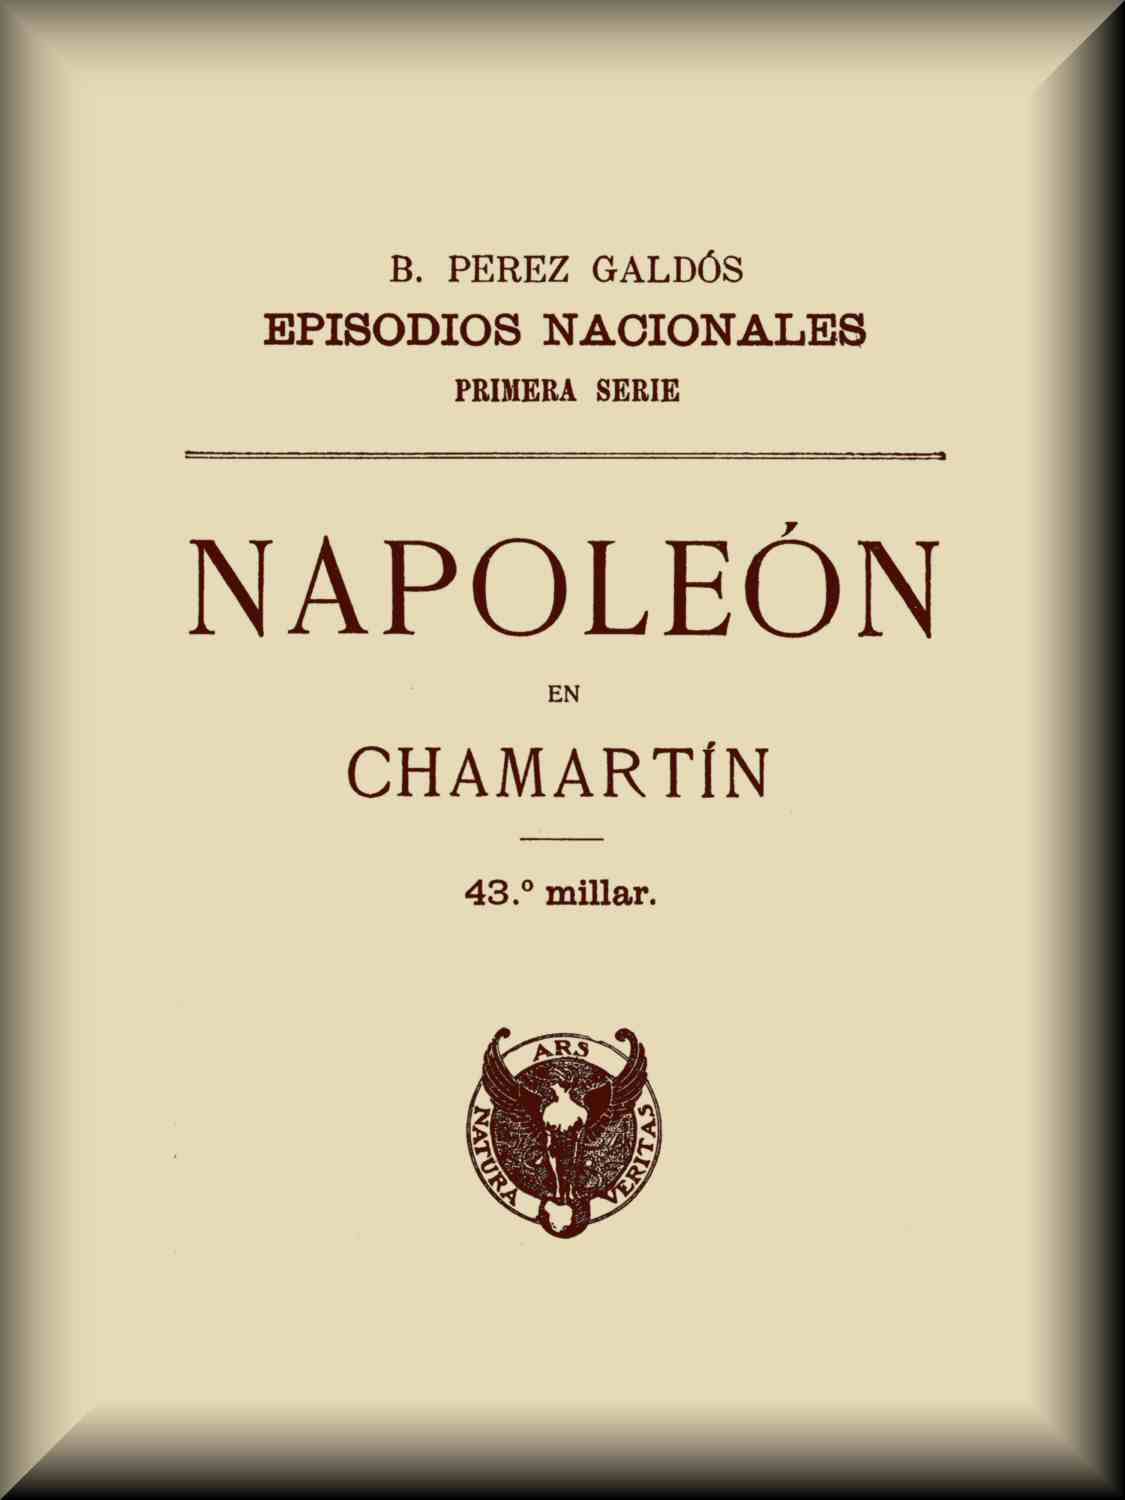 B. PEREZ GALDÓS
EPISODIOS NACIONALES
PRIMERA SERIE
NAPOLEÓN
EN
CHAMARTÍN
43.º millar.
ARS
NATURA
VERITAS